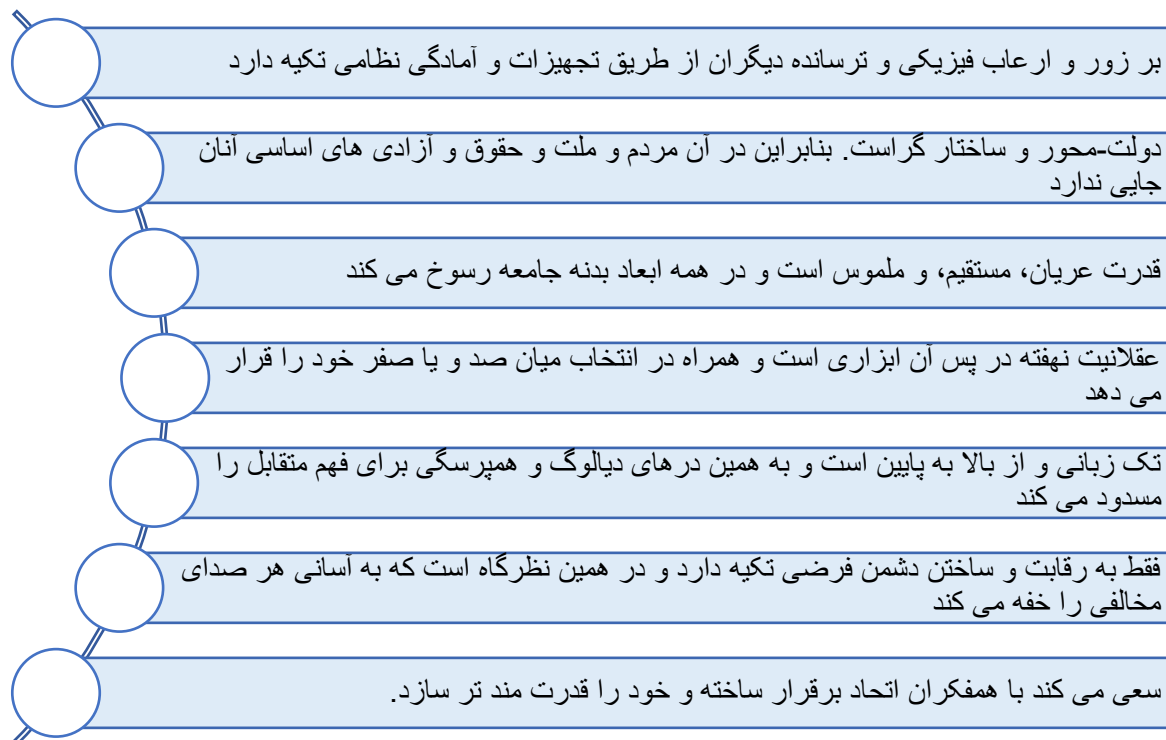 بر زور و ارعاب فیزیکی و ترسانده دیگران از طریق تجهیزات و آمادگی نظامی تکیه دارد
دولت-محور و ساختار گراست. بنابراین در آن مردم و ملت و حقوق و آزادی های اساسی آنان
جایی ندارد
قدرت عریان، مستقیم، و ملموس است و در همه ابعاد بدنه جامعه رسوخ می کند
عقلانیت نهفته در پس آن ابزاری است و همراه در انتخاب میان صد و یا صفر خود را قرار
می دهد
تک زبانی و از بالا به پایین است و به همین درهای دیالوگ و همپرسگی برای فهم متقابل را
مسدود می کند
فقط به رقابت و ساختن دشمن فرضی تکیه دارد و در همین نظرگاه است که به آسانی هر صدای
مخالفی را خفه می کند
سعی می کند با همفکران اتحاد برقرار ساخته و خود را قدرت مند تر سازد.